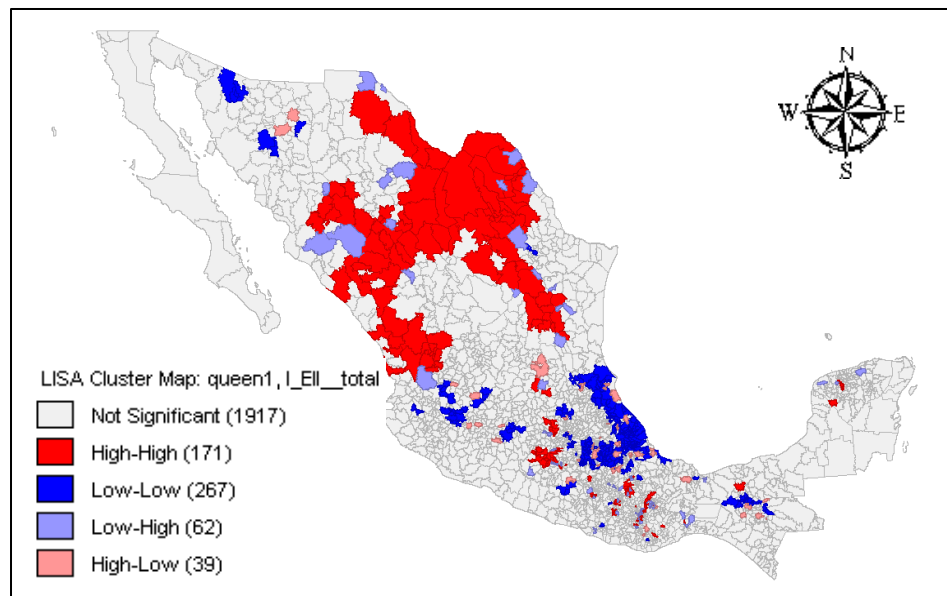 N
W E
S
LISA Cluster Map: queen1, I_Ell__total
Not Significant (1917)
High-High (171)
Low-Low (267)
Low-High (62)
High-Low (39)